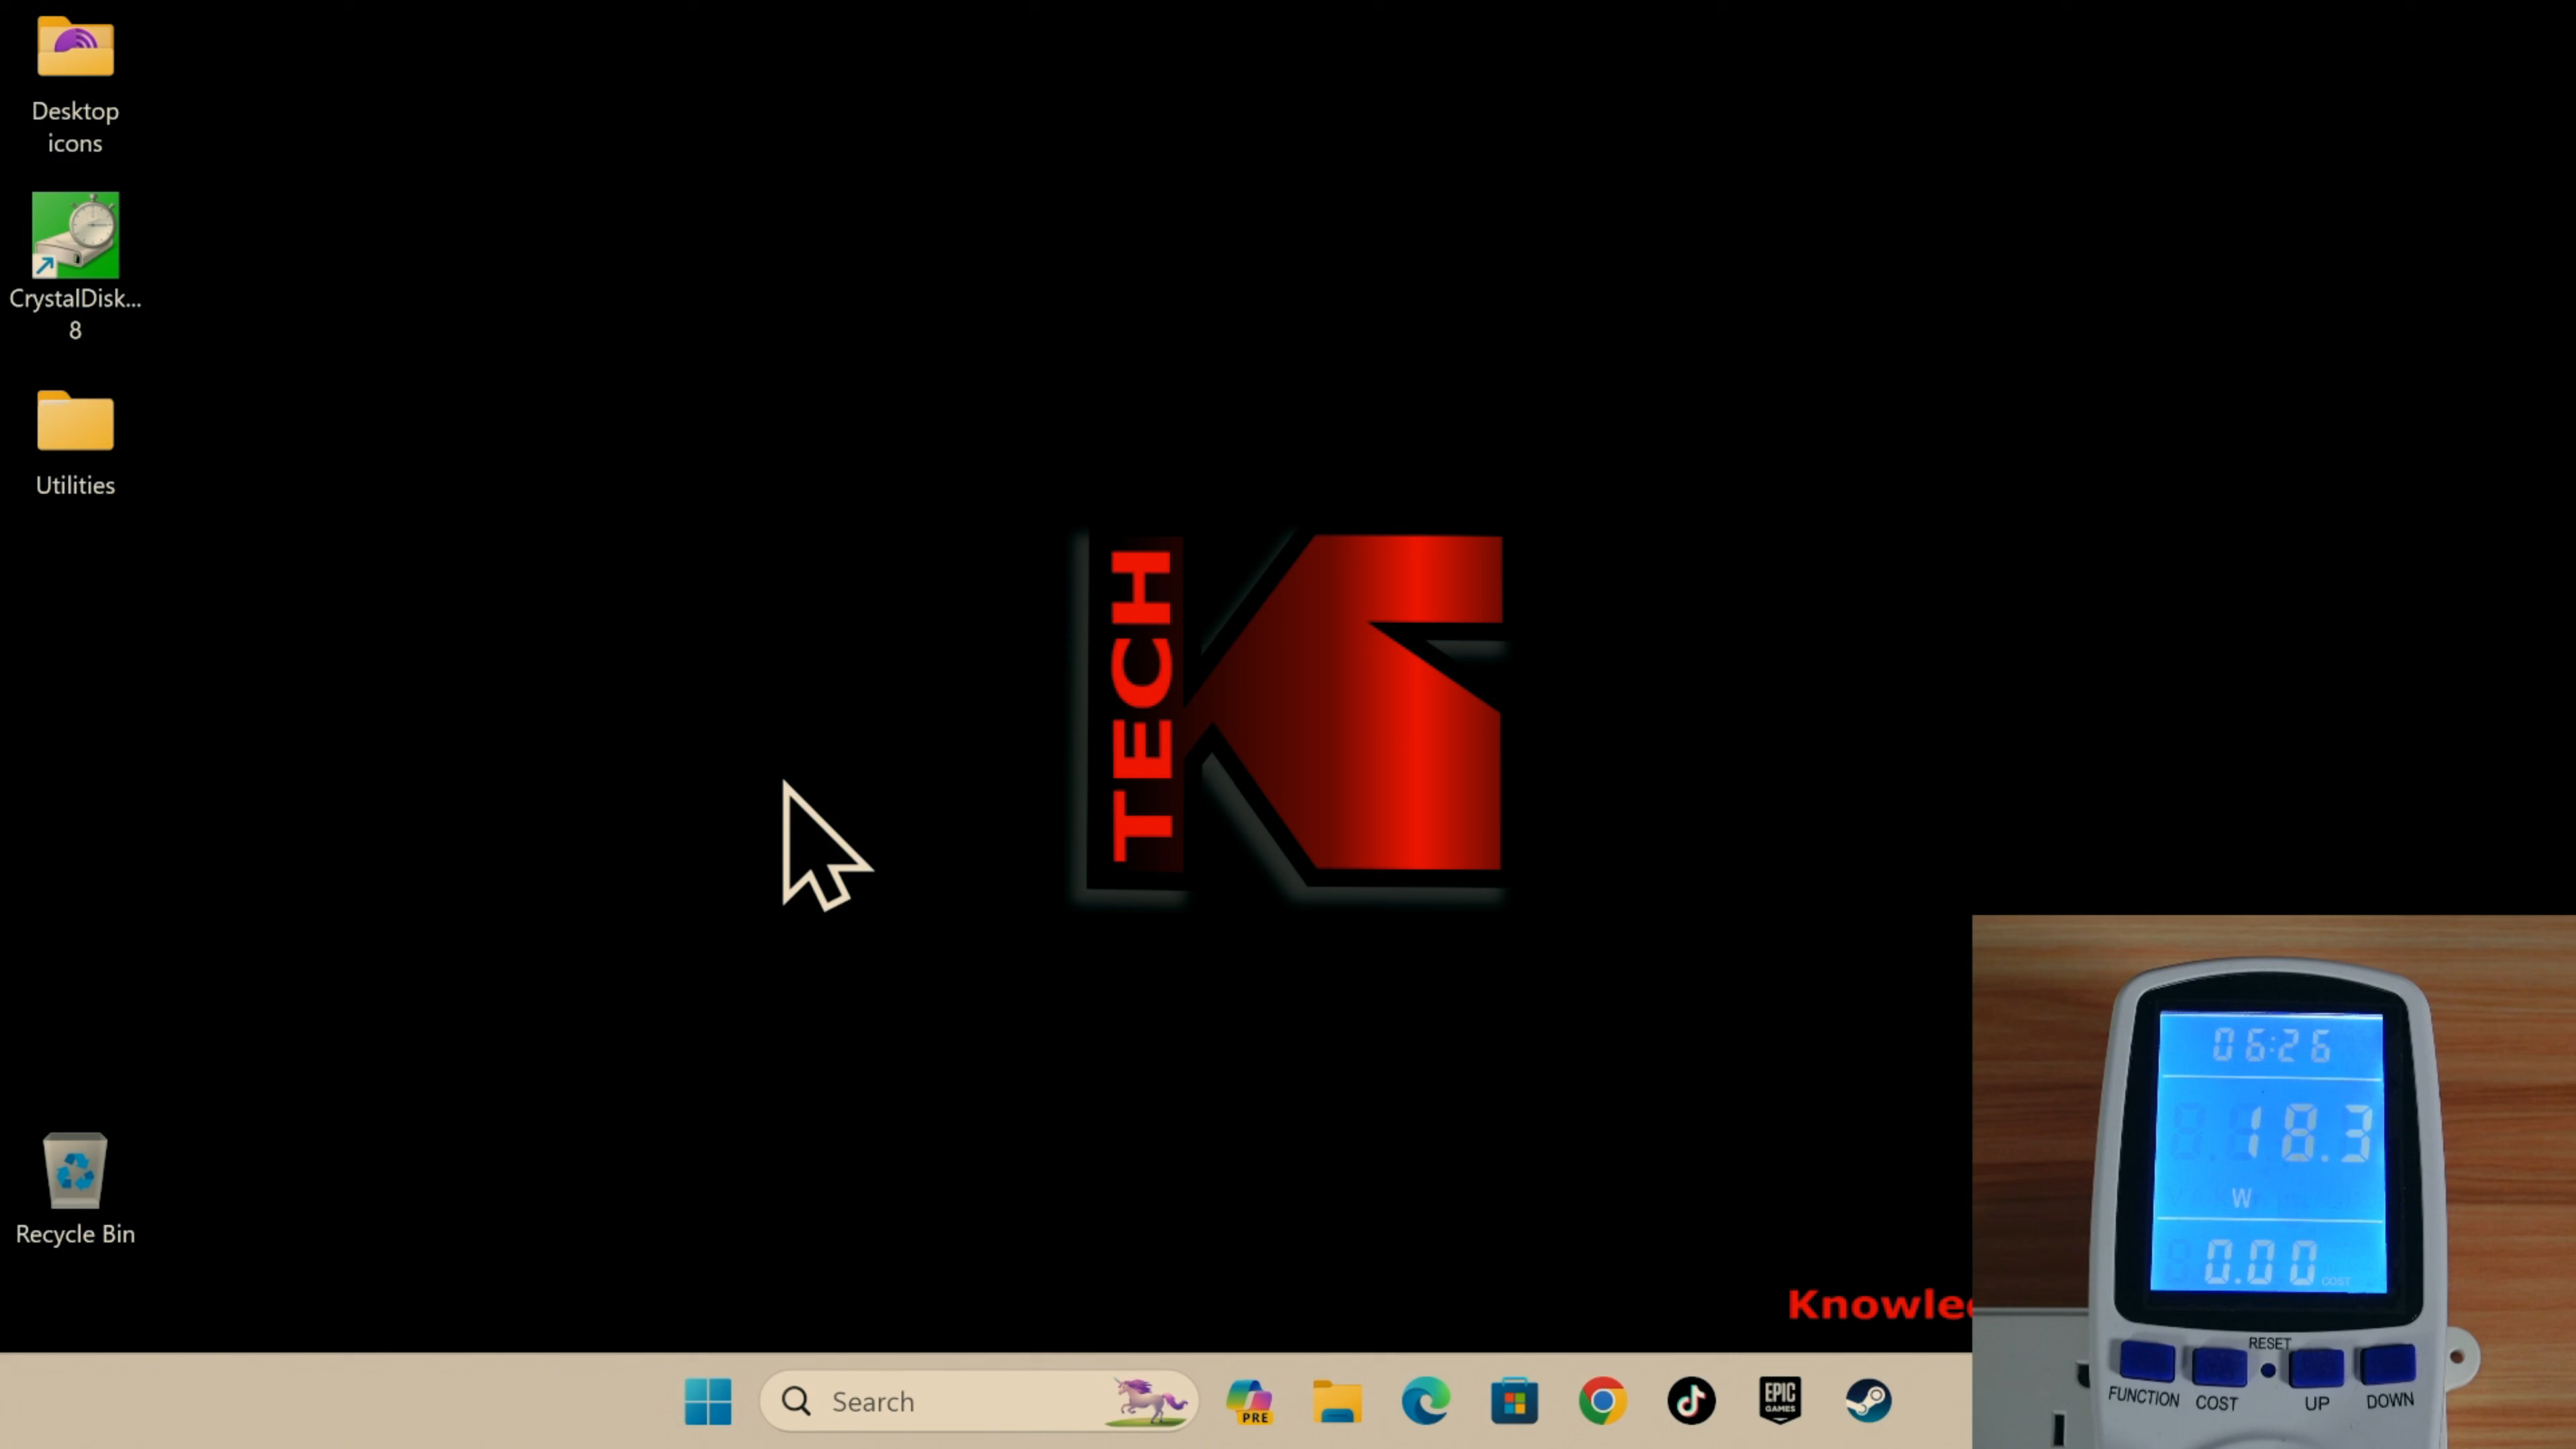 Desktop
icons
CrystalDisk...
8
Utilities
TECH
Recycle Bin
Search
PRE
EPIC
GAMES
06:26
18.3
W
0.00
COST
RESET
FUNCTION COST UP DOWN